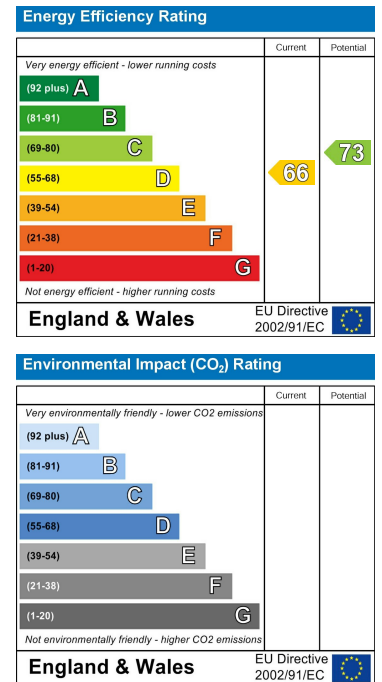 Energy Efficiency Rating
Current Potential
Very energy efficient - lower running costs
(92 plus) A
(81-91) B
(69-80) C
(55-68) D
(39-54) E
(21-38) F
(1-20) G
66
73
Not energy efficient - higher running costs
England & Wales
EU Directive
2002/91/EC
Environmental Impact (CO₂) Rating
Current Potential
Very environmentally friendly - lower CO2 emissions
(92 plus) A
(81-91) B
(69-80) C
(55-68) D
(39-54) E
(21-38) F
(1-20) G
Not environmentally friendly - higher CO2 emissions
England & Wales
EU Directive
2002/91/EC